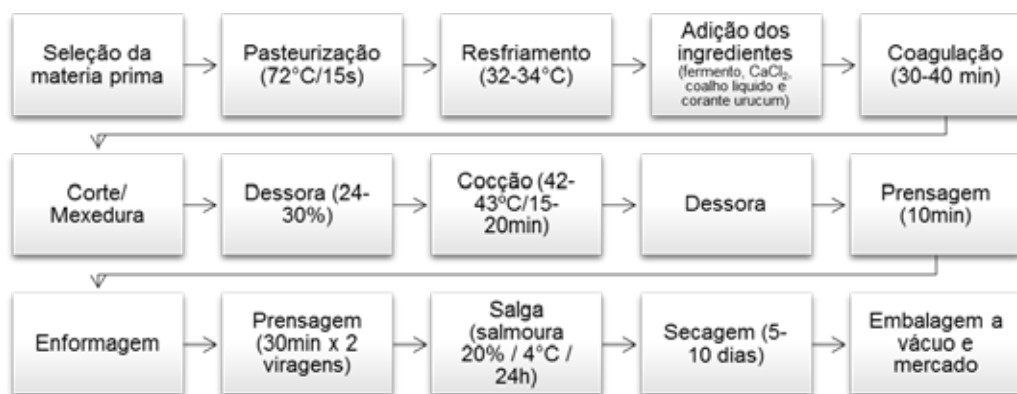 Seleção da
materia prima
Pasteurização
(72°C/15s)
Resfriamento
(32-34°C)
Adição dos
ingredientes
(fermento, CaCl₂,
coalho liquido e
corante urucum)
Coagulação
(30-40 min)
Corte/
Mexedura
Dessora (24-
30%)
Cocção (42-
43ºC/15-
20min)
Dessora
Prensagem
(10min)
Enformagem
Prensagem
(30min x 2
viragens)
Salga
(salmoura
20% / 4°C /
24h)
Secagem (5-
10 dias)
Embalagem a
vácuo e
mercado